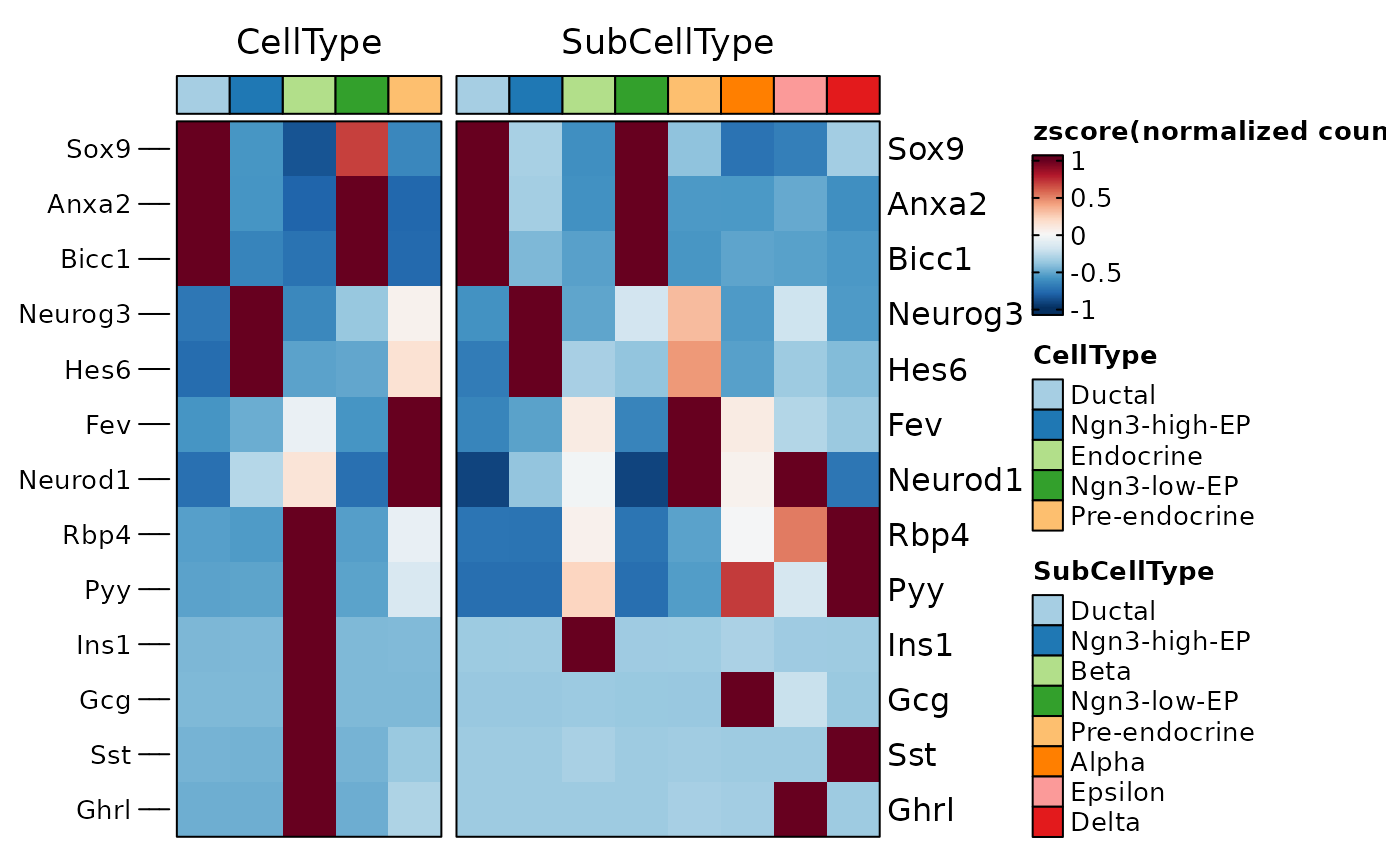 CellType SubCellType
Sox9 Sox9
Anxa2 Anxa2
Bicc1 Bicc1
Neurog3 Neurog3
Hes6 Hes6
Fev Fev
Neurod1 Neurod1
Rbp4 Rbp4
Pyy Pyy
Ins1 Ins1
Gcg Gcg
Sst Sst
Ghrl Ghrl
zscore(normalized coun
1
0.5
0
-0.5
-1
CellType
Ductal
Ngn3-high-EP
Endocrine
Ngn3-low-EP
Pre-endocrine
SubCellType
Ductal
Ngn3-high-EP
Beta
Ngn3-low-EP
Pre-endocrine
Alpha
Epsilon
Delta